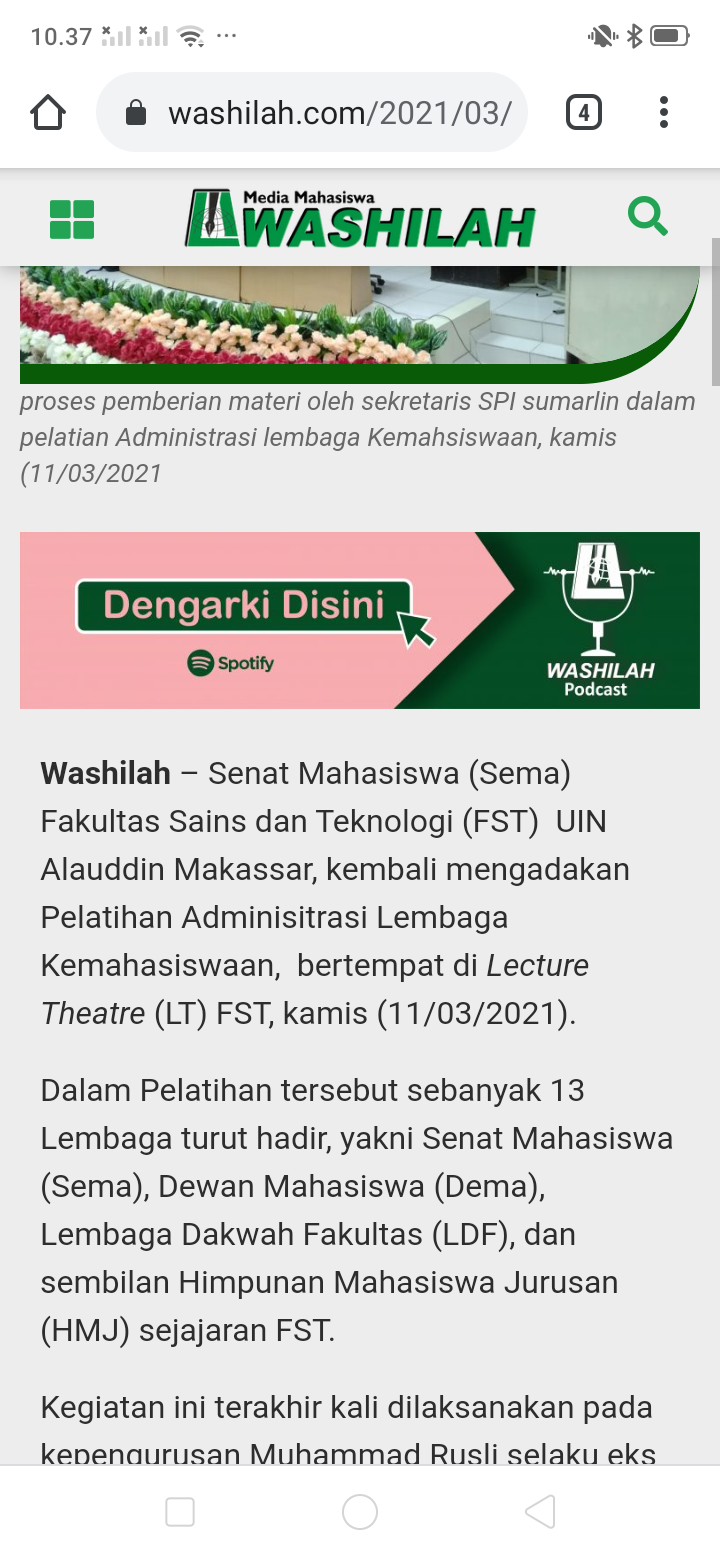 10.37
washilah.com/2021/03/
4
Media Mahasiswa
WASHILAH
proses pemberian materi oleh sekretaris SPI sumarlin dalam
pelatian Administrasi lembaga Kemahsiswaan, kamis
(11/03/2021
Dengarki Disini
Spotify
WASHILAH
Podcast
Washilah – Senat Mahasiswa (Sema)
Fakultas Sains dan Teknologi (FST)  UIN
Alauddin Makassar, kembali mengadakan
Pelatihan Adminisitrasi Lembaga
Kemahasiswaan,  bertempat di Lecture
Theatre (LT) FST, kamis (11/03/2021).
Dalam Pelatihan tersebut sebanyak 13
Lembaga turut hadir, yakni Senat Mahasiswa
(Sema), Dewan Mahasiswa (Dema),
Lembaga Dakwah Fakultas (LDF), dan
sembilan Himpunan Mahasiswa Jurusan
(HMJ) sejajaran FST.
Kegiatan ini terakhir kali dilaksanakan pada
kepengurusan Muhammad Rusli selaku eks